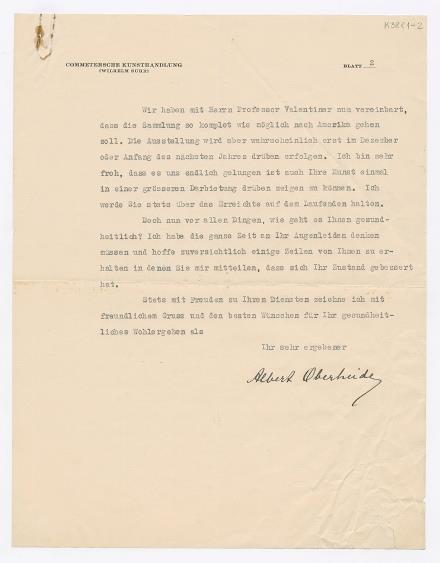 K3821-2
COMMETERSCHE KUNSTHANDLUNG
(WILHELM SUHR)
BLATT 2
Wir haben mit Herrn Professor Valentiner nun vereinbart,
dass die Sammlung so komplet wie möglich nach Amerika gehen
soll. Die Ausstellung wird aber wahrscheinlich erst im Dezember
oder Anfang des nächsten Jahres drüben erfolgen. Ich bin sehr
froh, dass es uns endlich gelungen ist auch Ihre Kunst einmal
in einer grösseren Darbietung drüben zeigen zu können. Ich
werde Sie stets über das Erreichte auf dem Laufenden halten.
Doch nun vor allen Dingen, wie geht es Ihnen gesund-
heitlich? Ich habe die ganze Zeit an Ihr Augenleiden denken
müssen und hoffe zuversichtlich einige Zeilen von Ihnen zu er-
halten in denen Sie mir mitteilen, dass sich Ihr Zustand gebessert
hat.
Stets mit Freuden zu Ihren Diensten zeichne ich mit
freundlichem Gruss und den besten Wünschen für Ihr gesundheit-
liches Wohlergehen als
Ihr sehr ergebener
Albert Oberheide